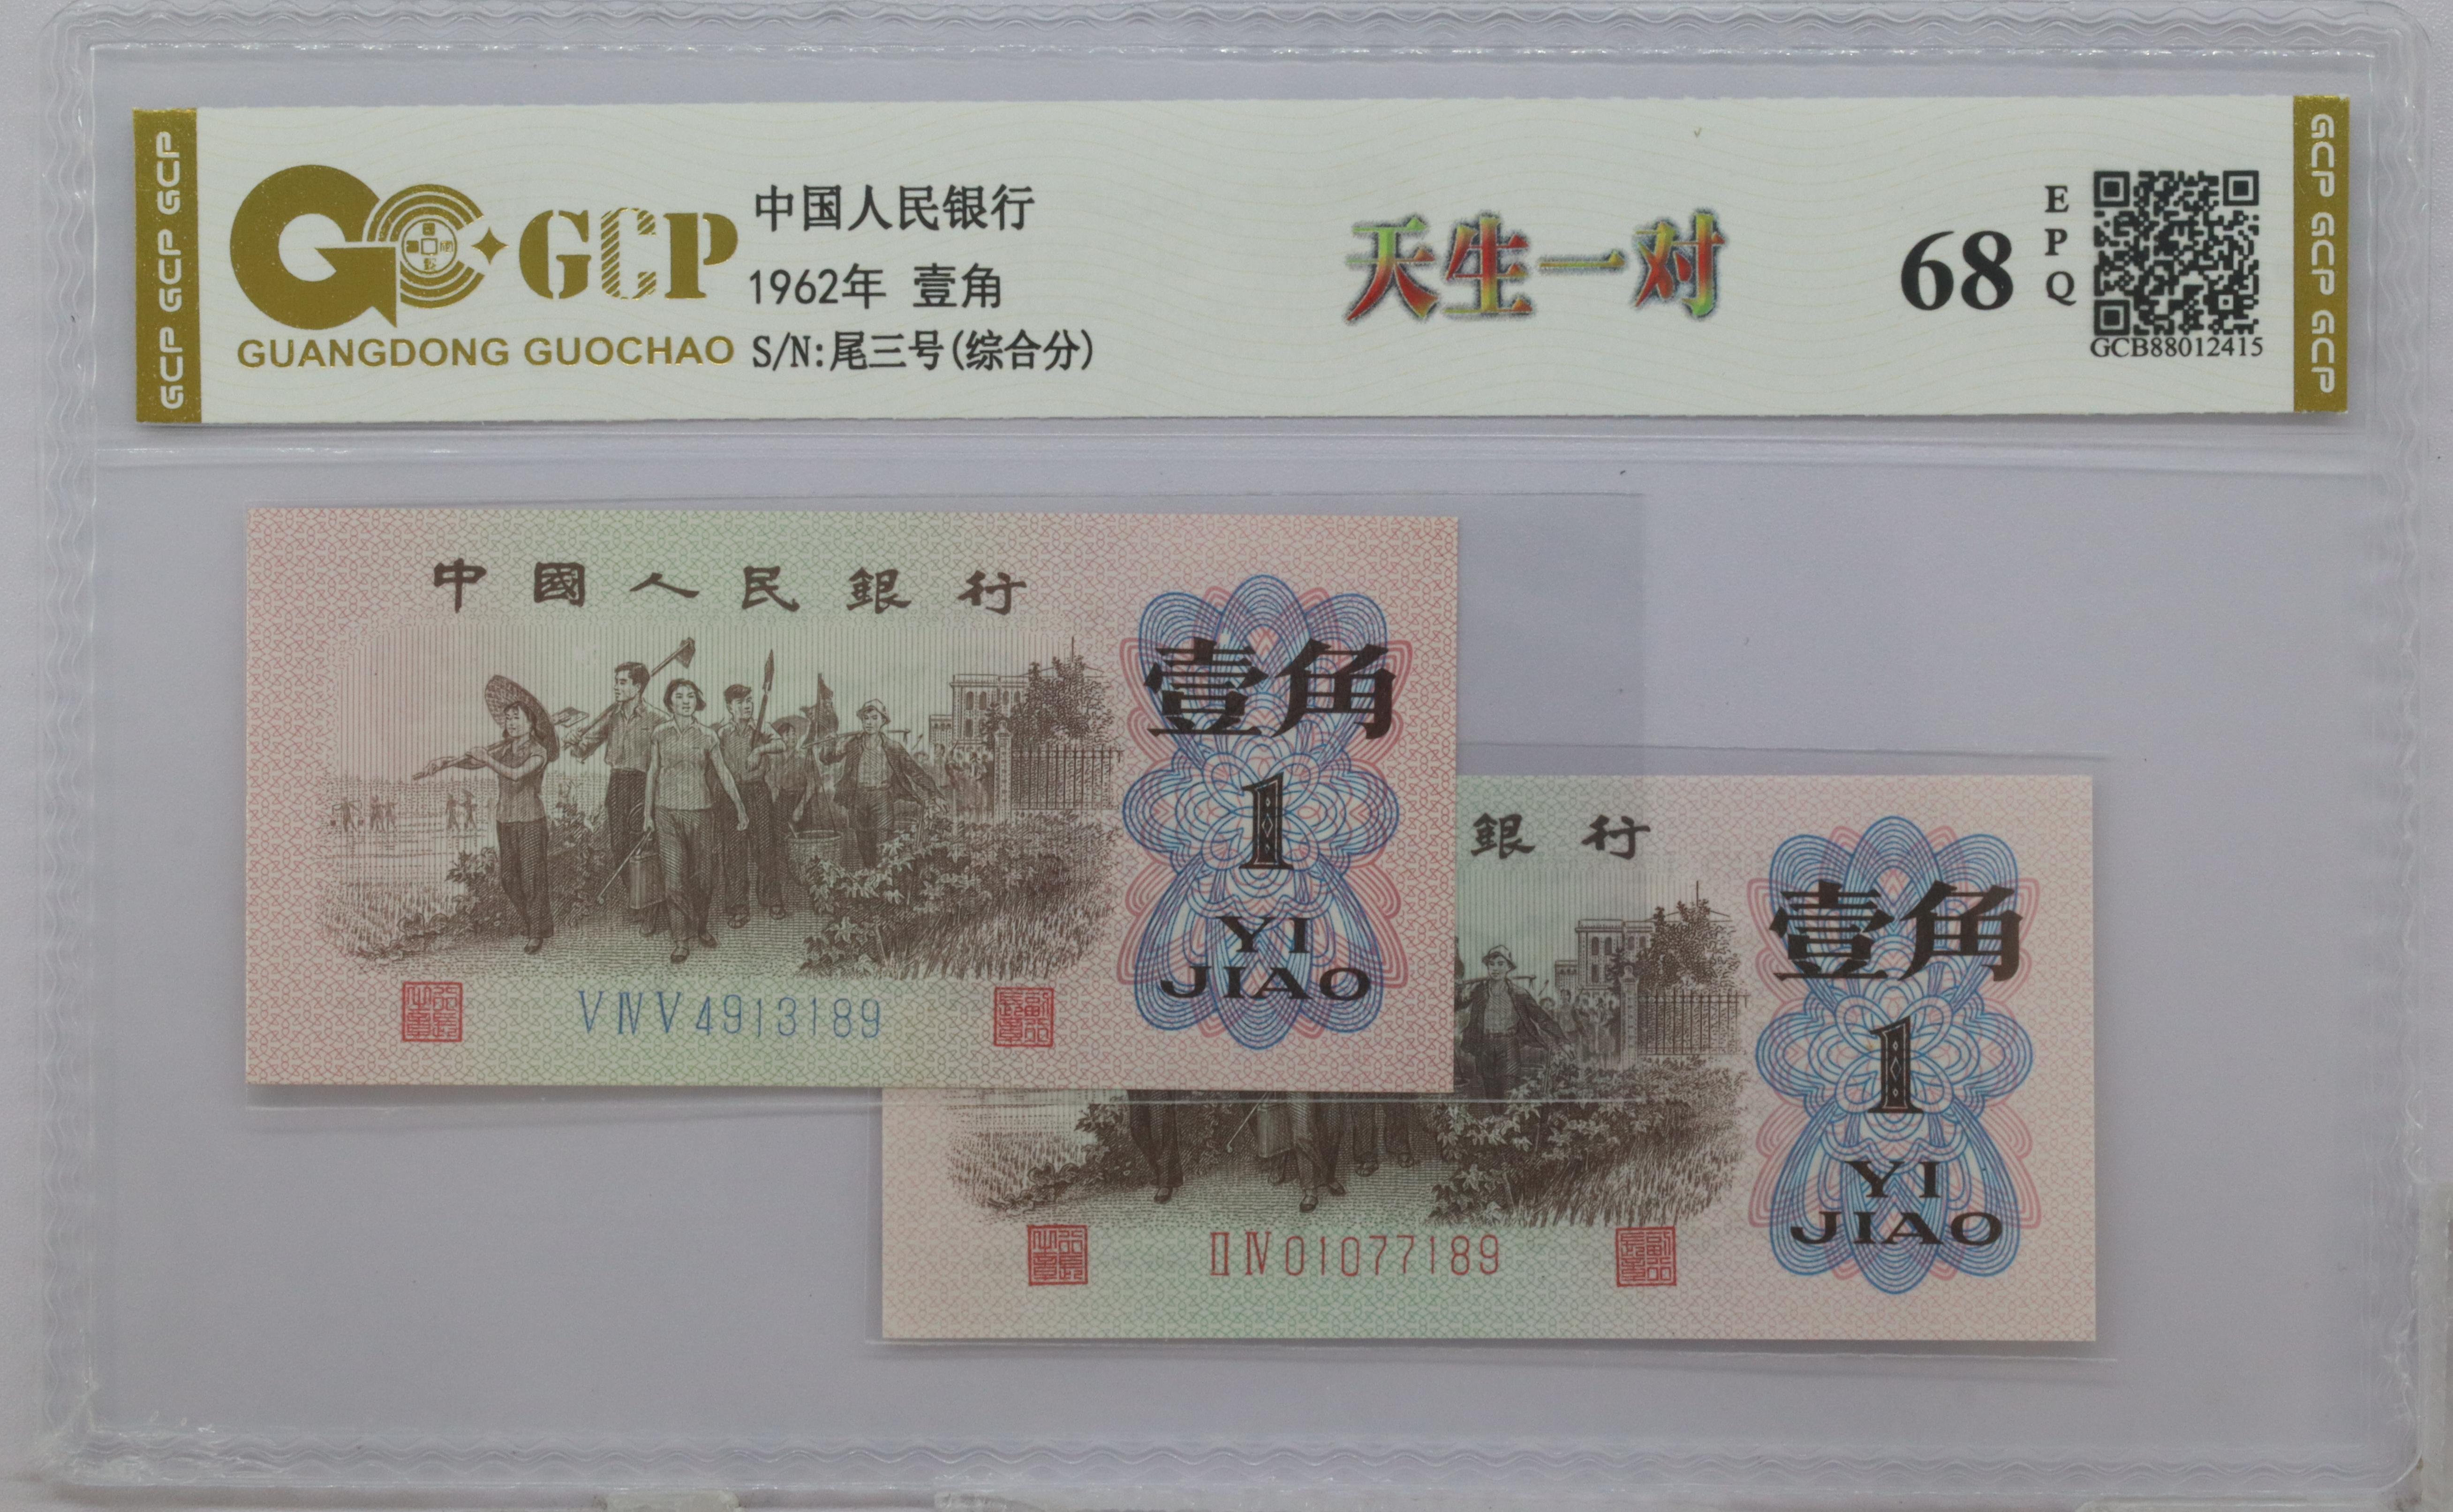 GCP GCP GCP
GCP
GUANGDONG GUOCHAO
中国人民银行
1962年 壹角
S/N:尾三号(综合分)
天生一对
68
EPQ
GCB88012415
GCP GCP GCP
中國人民銀行
壹角
1
YI
JIAO
ⅤⅣⅤ4913189
銀行
壹角
1
YI
JIAO
ⅡⅣ01077189